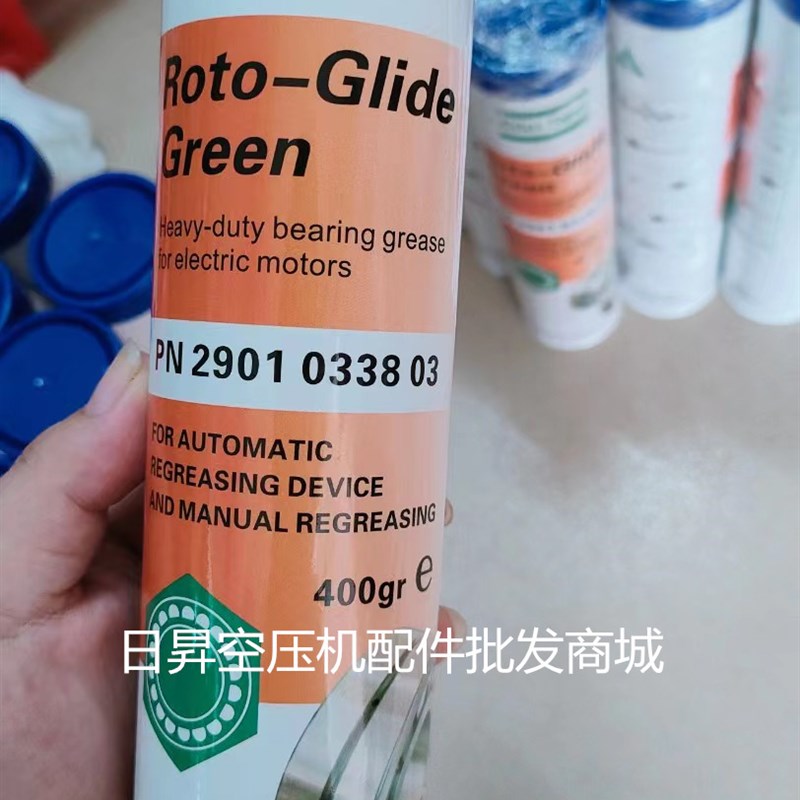 Roto-Glide
Green
Heavy-duty bearing grease
for electric motors
PN 2901 0338 03
FOR AUTOMATIC
REGREASING DEVICE
AND MANUAL REGREASING
400gr e
日昇空压机配件批发商城